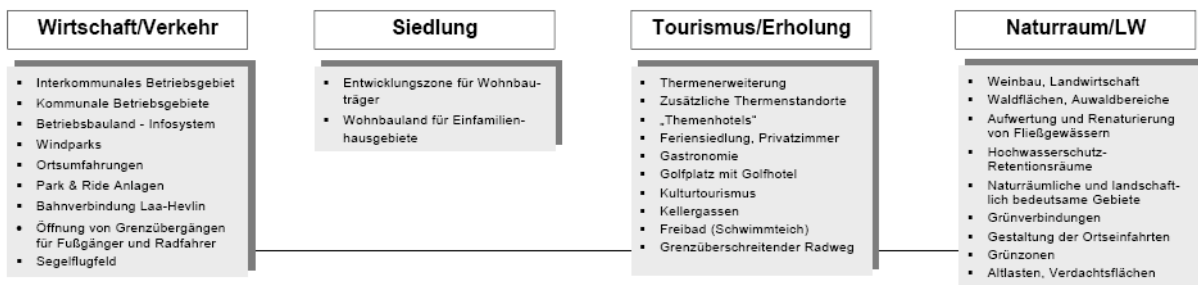 Wirtschaft/Verkehr
▪ Interkommunales Betriebsgebiet
▪ Kommunale Betriebsgebiete
▪ Betriebsbauland - Infosystem
▪ Windparks
▪ Ortsumfahrungen
▪ Park & Ride Anlagen
▪ Bahnverbindung Laa-Hevlin
• Öffnung von Grenzübergängen
für Fußgänger und Radfahrer
▪ Segelflugfeld
Siedlung
▪ Entwicklungszone für Wohnbau-
träger
▪ Wohnbauland für Einfamilien-
hausgebiete
Tourismus/Erholung
▪ Thermenerweiterung
▪ Zusätzliche Thermenstandorte
▪ „Themenhotels“
▪ Feriensiedlung, Privatzimmer
▪ Gastronomie
▪ Golfplatz mit Golfhotel
▪ Kulturtourismus
▪ Kellergassen
▪ Freibad (Schwimmteich)
▪ Grenzüberschreitender Radweg
Naturraum/LW
▪ Weinbau, Landwirtschaft
▪ Waldflächen, Auwaldbereiche
▪ Aufwertung und Renaturierung
von Fließgewässern
▪ Hochwasserschutz-
Retentionsräume
▪ Naturräumliche und landschaft-
lich bedeutsame Gebiete
▪ Grünverbindungen
▪ Gestaltung der Ortseinfahrten
▪ Grünzonen
▪ Altlasten, Verdachtsflächen